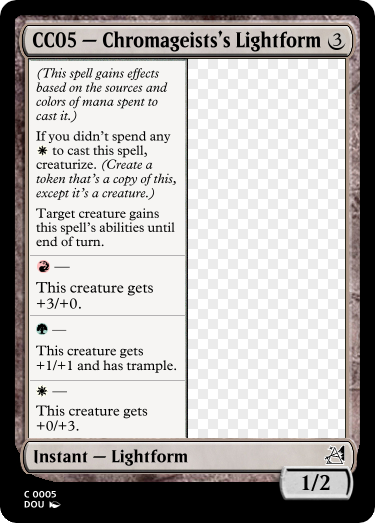 CC05 — Chromageists's Lightform 3
(This spell gains effects
based on the sources and
colors of mana spent to
cast it.)
If you didn't spend any
to cast this spell,
creaturize. (Create a
token that's a copy of this,
except it's a creature.)
Target creature gains
this spell's abilities until
end of turn.
—
This creature gets
+3/+0.
—
This creature gets
+1/+1 and has trample.
—
This creature gets
+0/+3.
Instant — Lightform
1/2
C 0005
DOU